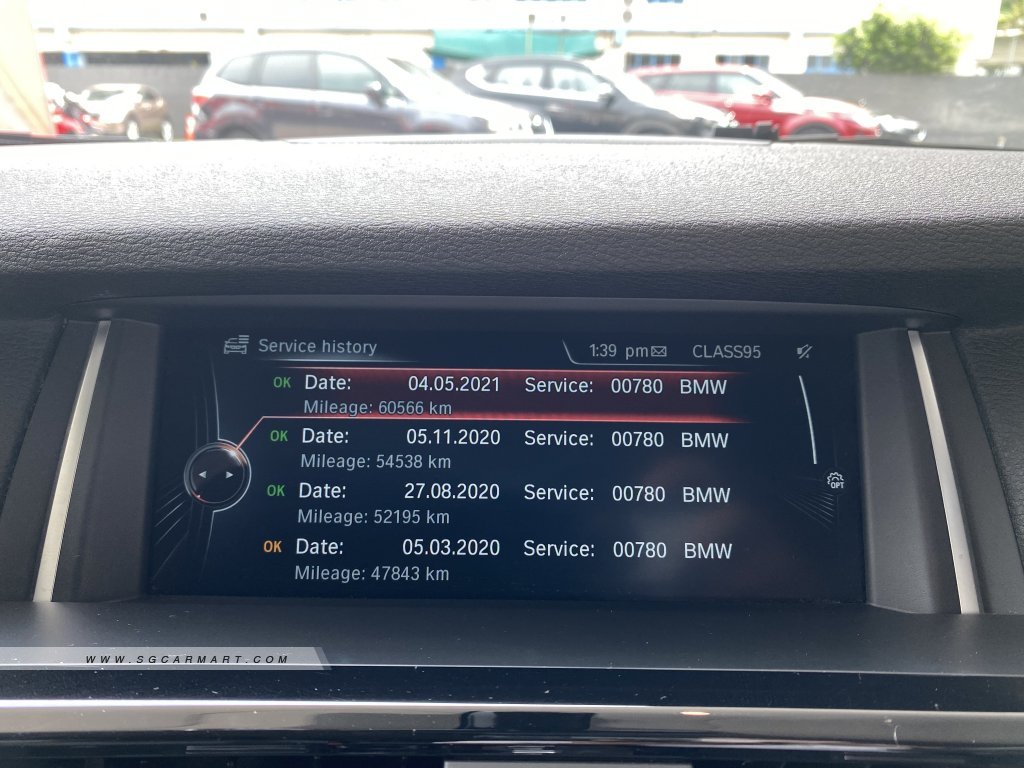 Service history
1:39 pm CLASS95
OK Date: 04.05.2021 Service: 00780 BMW
Mileage: 60566 km
OK Date: 05.11.2020 Service: 00780 BMW
Mileage: 54538 km
OPT
OK Date: 27.08.2020 Service: 00780 BMW
Mileage: 52195 km
OK Date: 05.03.2020 Service: 00780 BMW
Mileage: 47843 km
WWW.SGCARMART.COM